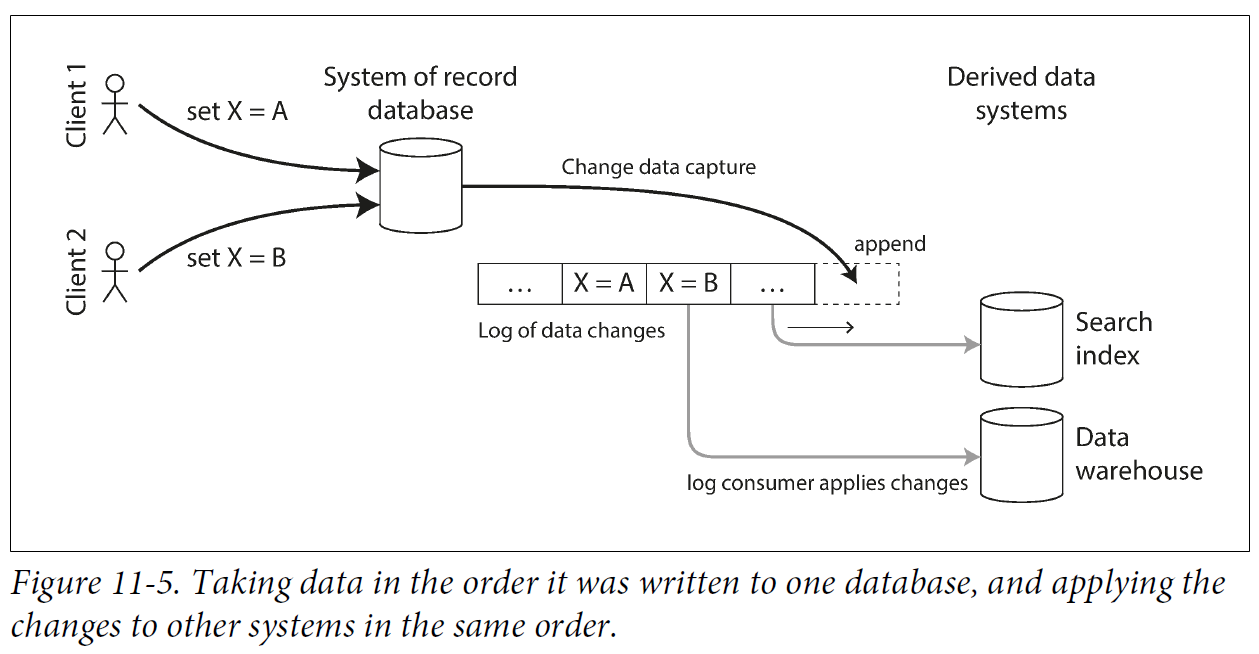 Client 1
set X = A
System of record
database
Derived data
systems
Change data capture
Client 2
set X = B
append
… X = A X = B …
Log of data changes
Search
index
Data
warehouse
log consumer applies changes
Figure 11-5. Taking data in the order it was written to one database, and applying the
changes to other systems in the same order.